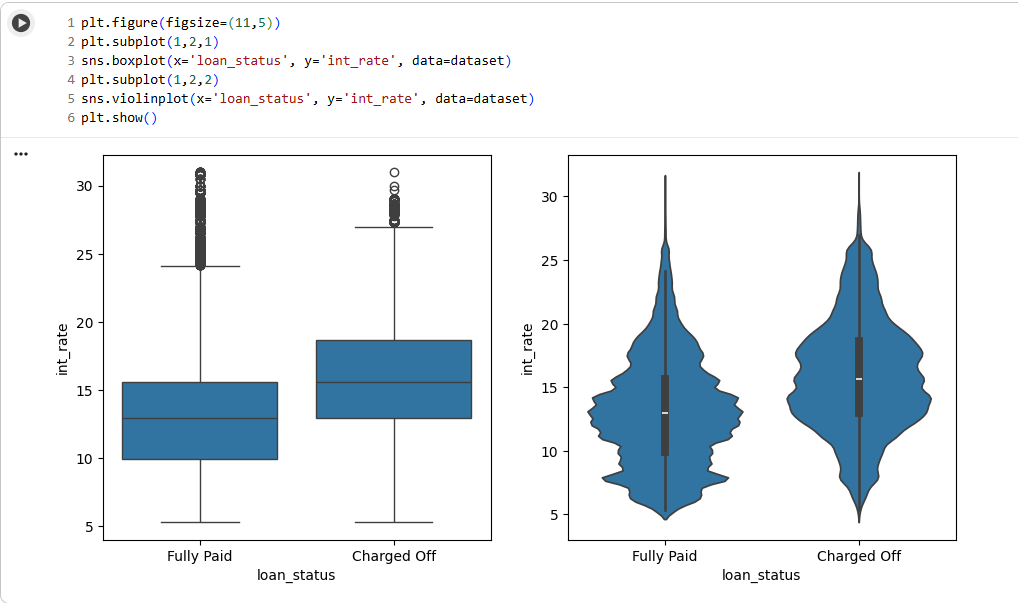 1 plt.figure(figsize=(11,5))
2 plt.subplot(1,2,1)
3 sns.boxplot(x='loan_status', y='int_rate', data=dataset)
4 plt.subplot(1,2,2)
5 sns.violinplot(x='loan_status', y='int_rate', data=dataset)
6 plt.show()
30
25
20
15
10
5
int_rate
Fully Paid
Charged Off
loan_status
30
25
20
15
10
5
int_rate
Fully Paid
Charged Off
loan_status